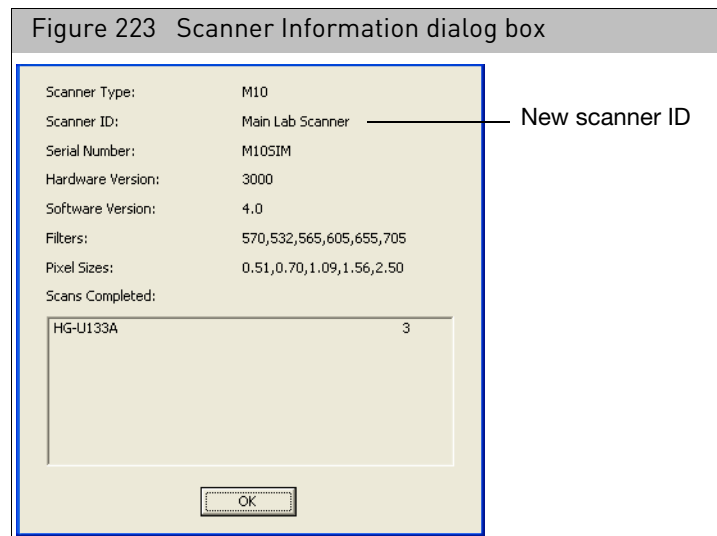 Figure 223 Scanner Information dialog box
Scanner Type: M10
Scanner ID: Main Lab Scanner
New scanner ID
Serial Number: M10SIM
Hardware Version: 3000
Software Version: 4.0
Filters: 570,532,565,605,655,705
Pixel Sizes: 0.51,0.70,1.09,1.56,2.50
Scans Completed:
HG-U133A 3
OK